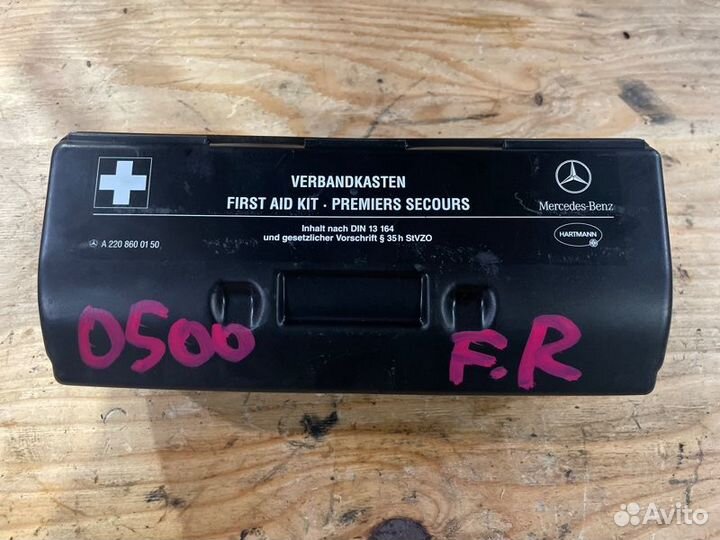 VERBANDKASTEN
FIRST AID KIT · PREMIERS SECOURS
Mercedes-Benz
Inhalt nach DIN 13 164
und gesetzlicher Vorschrift § 35 h StVZO
HARTMANN
A 220 860 01 50
0500
F.R
Avito